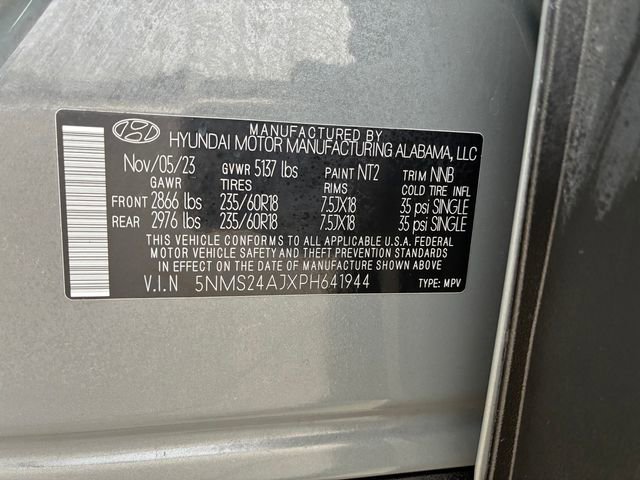 MANUFACTURED BY
HYUNDAI MOTOR MANUFACTURING ALABAMA, LLC
Nov/05/23 GVWR 5137 lbs PAINT NT2 TRIM NNB
GAWR TIRES RIMS COLD TIRE INFL
FRONT 2866 lbs 235/60R18 7.5JX18 35 psi SINGLE
REAR 2976 lbs 235/60R18 7.5JX18 35 psi SINGLE
THIS VEHICLE CONFORMS TO ALL APPLICABLE U.S.A. FEDERAL
MOTOR VEHICLE SAFETY AND THEFT PREVENTION STANDARDS
IN EFFECT ON THE DATE OF MANUFACTURE SHOWN ABOVE.
V.I.N 5NMS24AJXPH641944 TYPE: MPV